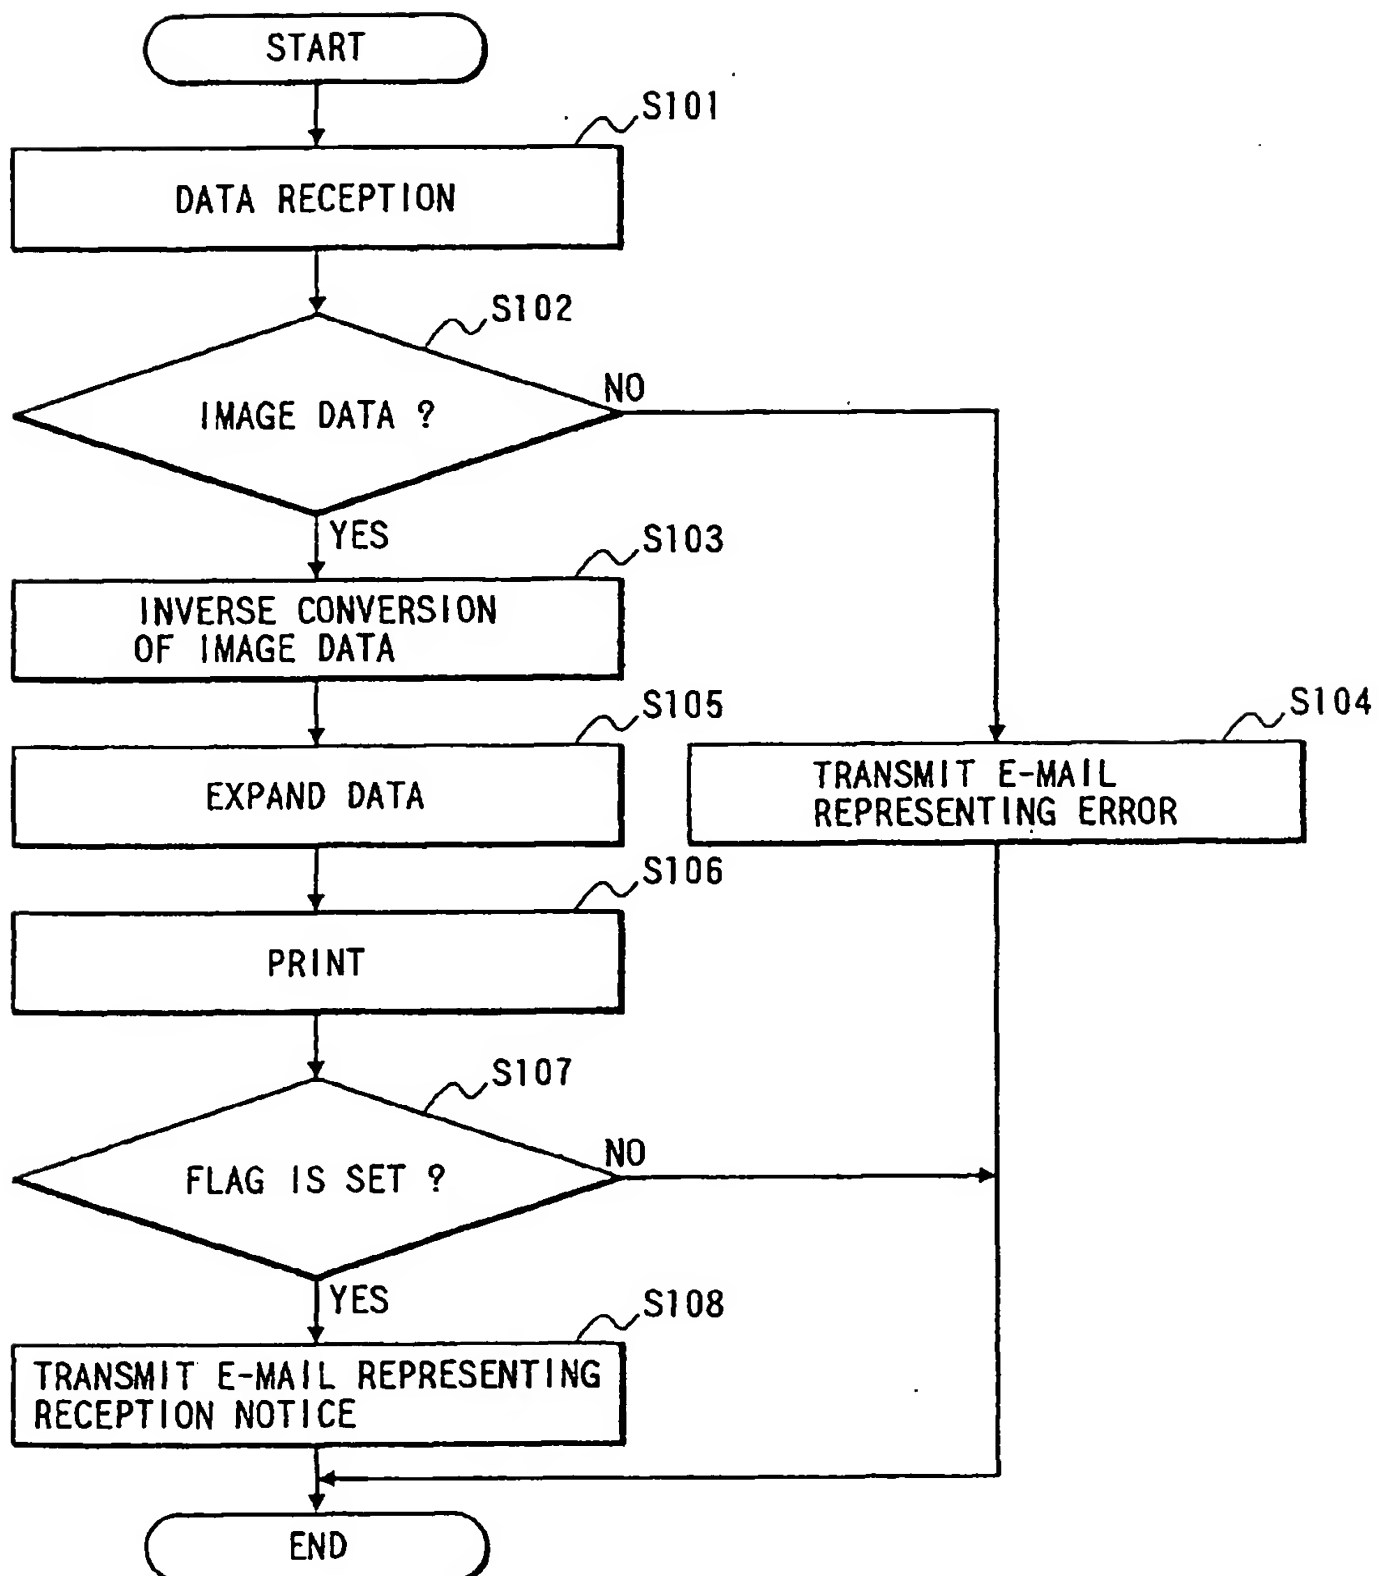 START
S101
DATA RECEPTION
S102
IMAGE DATA ?
NO
YES
S103
INVERSE CONVERSION
OF IMAGE DATA
S105
EXPAND DATA
S104
TRANSMIT E-MAIL
REPRESENTING ERROR
S106
PRINT
S107
FLAG IS SET ?
NO
YES
S108
TRANSMIT E-MAIL REPRESENTING
RECEPTION NOTICE
END